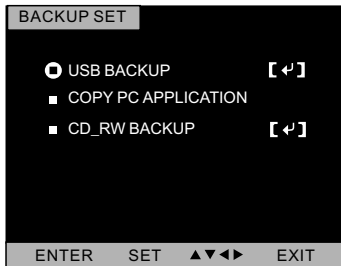 BACKUP SET
USB BACKUP [↵]
COPY PC APPLICATION
CD_RW BACKUP [↵]
ENTER SET ▲▼◄► EXIT